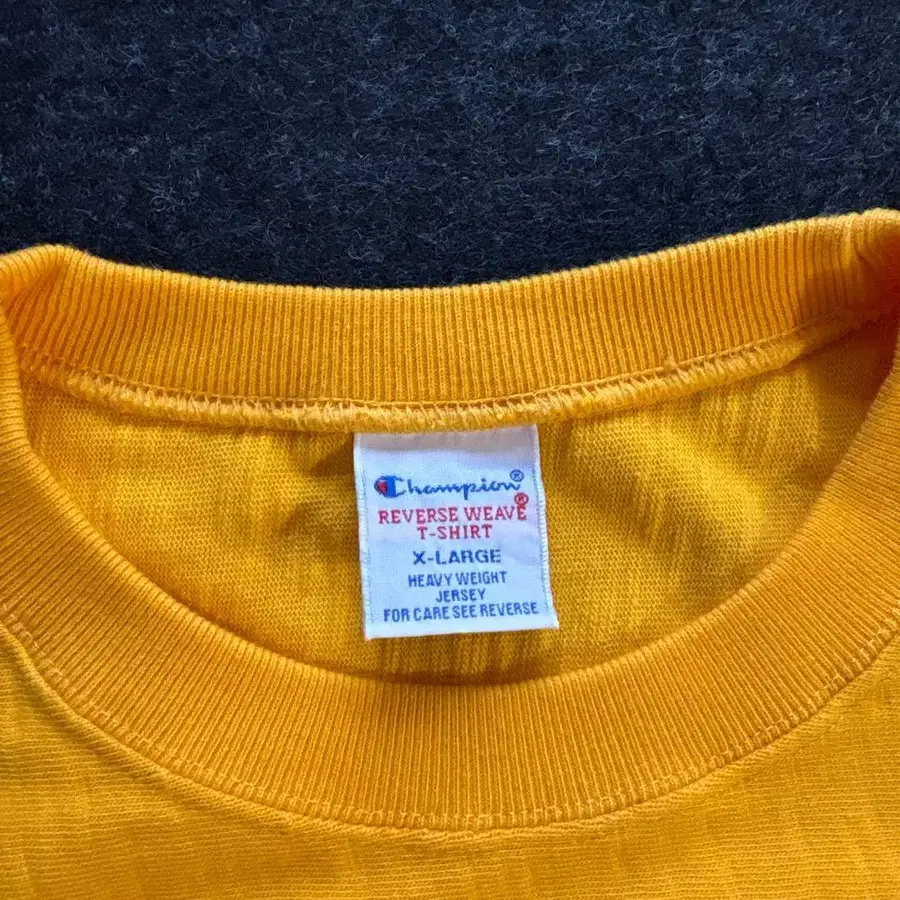 Champion®
REVERSE WEAVE®
T-SHIRT
X-LARGE
HEAVY WEIGHT
JERSEY
FOR CARE SEE REVERSE